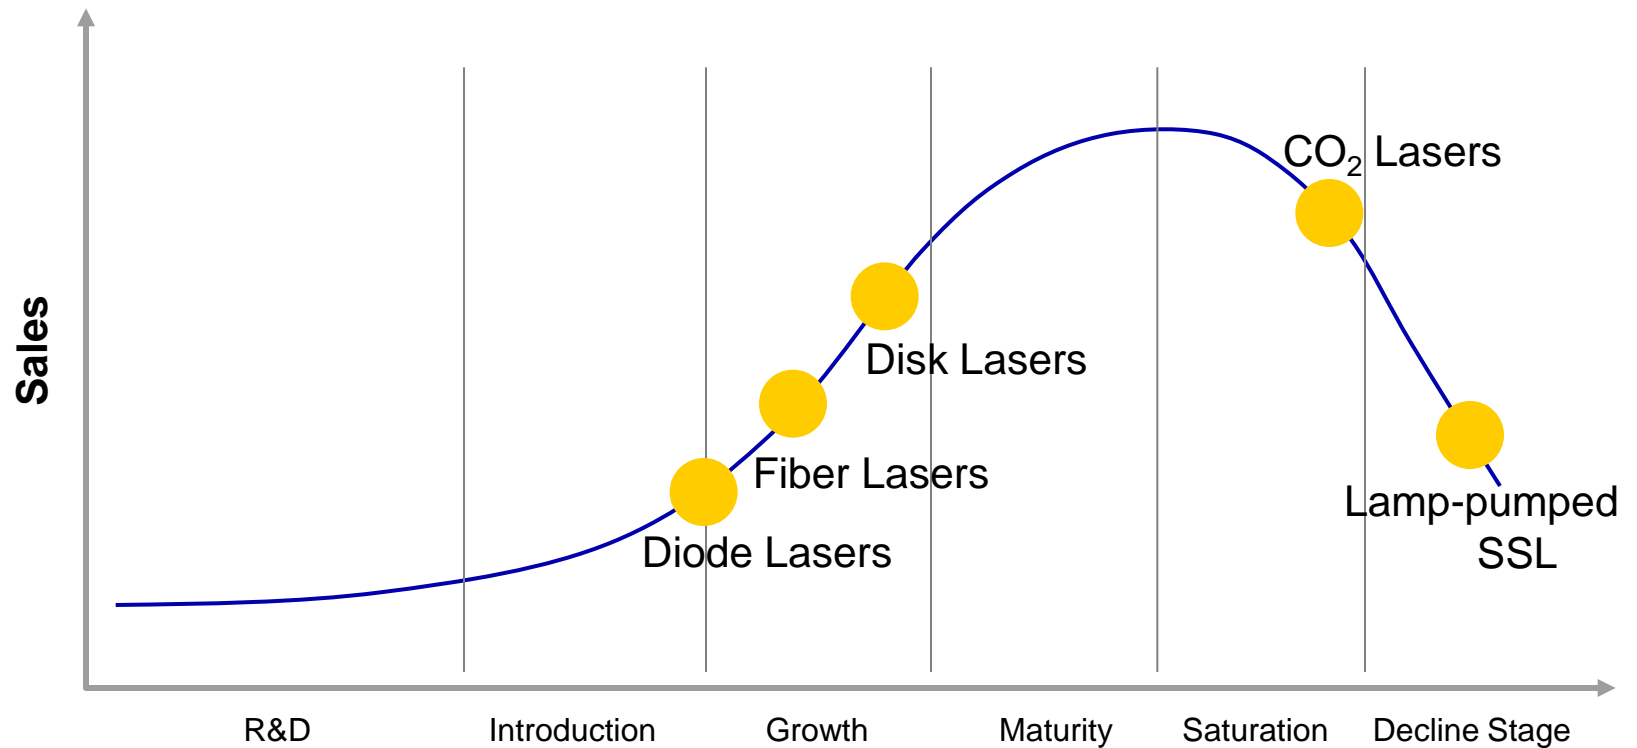 CO₂ Lasers
Sales
Disk Lasers
Fiber Lasers
Lamp-pumped
SSL
Diode Lasers
R&D
Introduction
Growth
Maturity
Saturation
Decline Stage